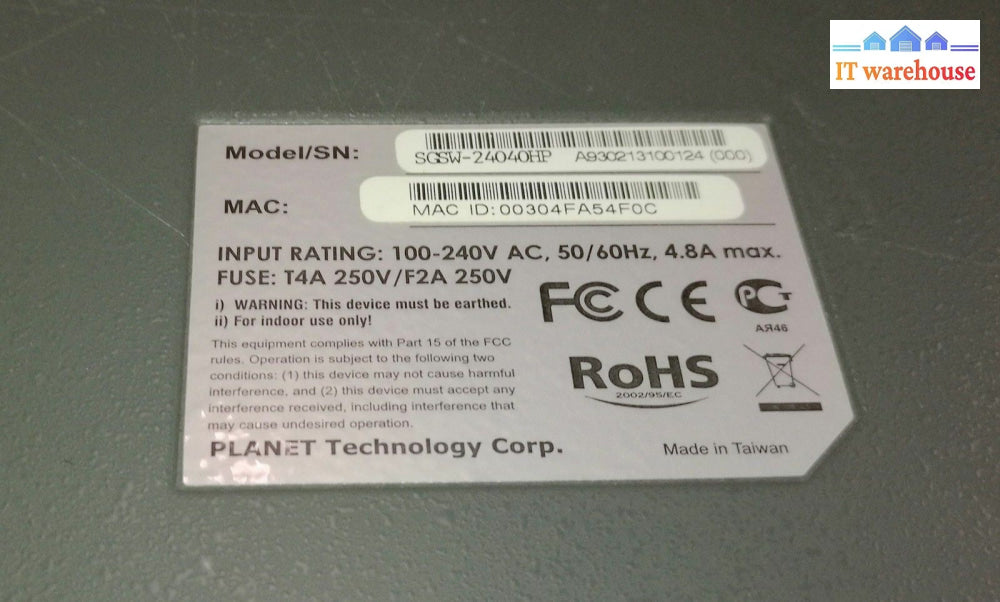 IT warehouse
Model/SN: SGSW-24040HP A930213100124 (000)
MAC: MAC ID:00304FA54F0C
INPUT RATING: 100-240V AC, 50/60Hz, 4.8A max.
FUSE: T4A 250V/F2A 250V
i) WARNING: This device must be earthed.
ii) For indoor use only!
This equipment complies with Part 15 of the FCC
rules. Operation is subject to the following two
conditions: (1) this device may not cause harmful
interference, and (2) this device must accept any
interference received, including interference that
may cause undesired operation.
FCC CE РСТ
АЯ46
RoHS
2002/95/EC
PLANET Technology Corp.
Made in Taiwan